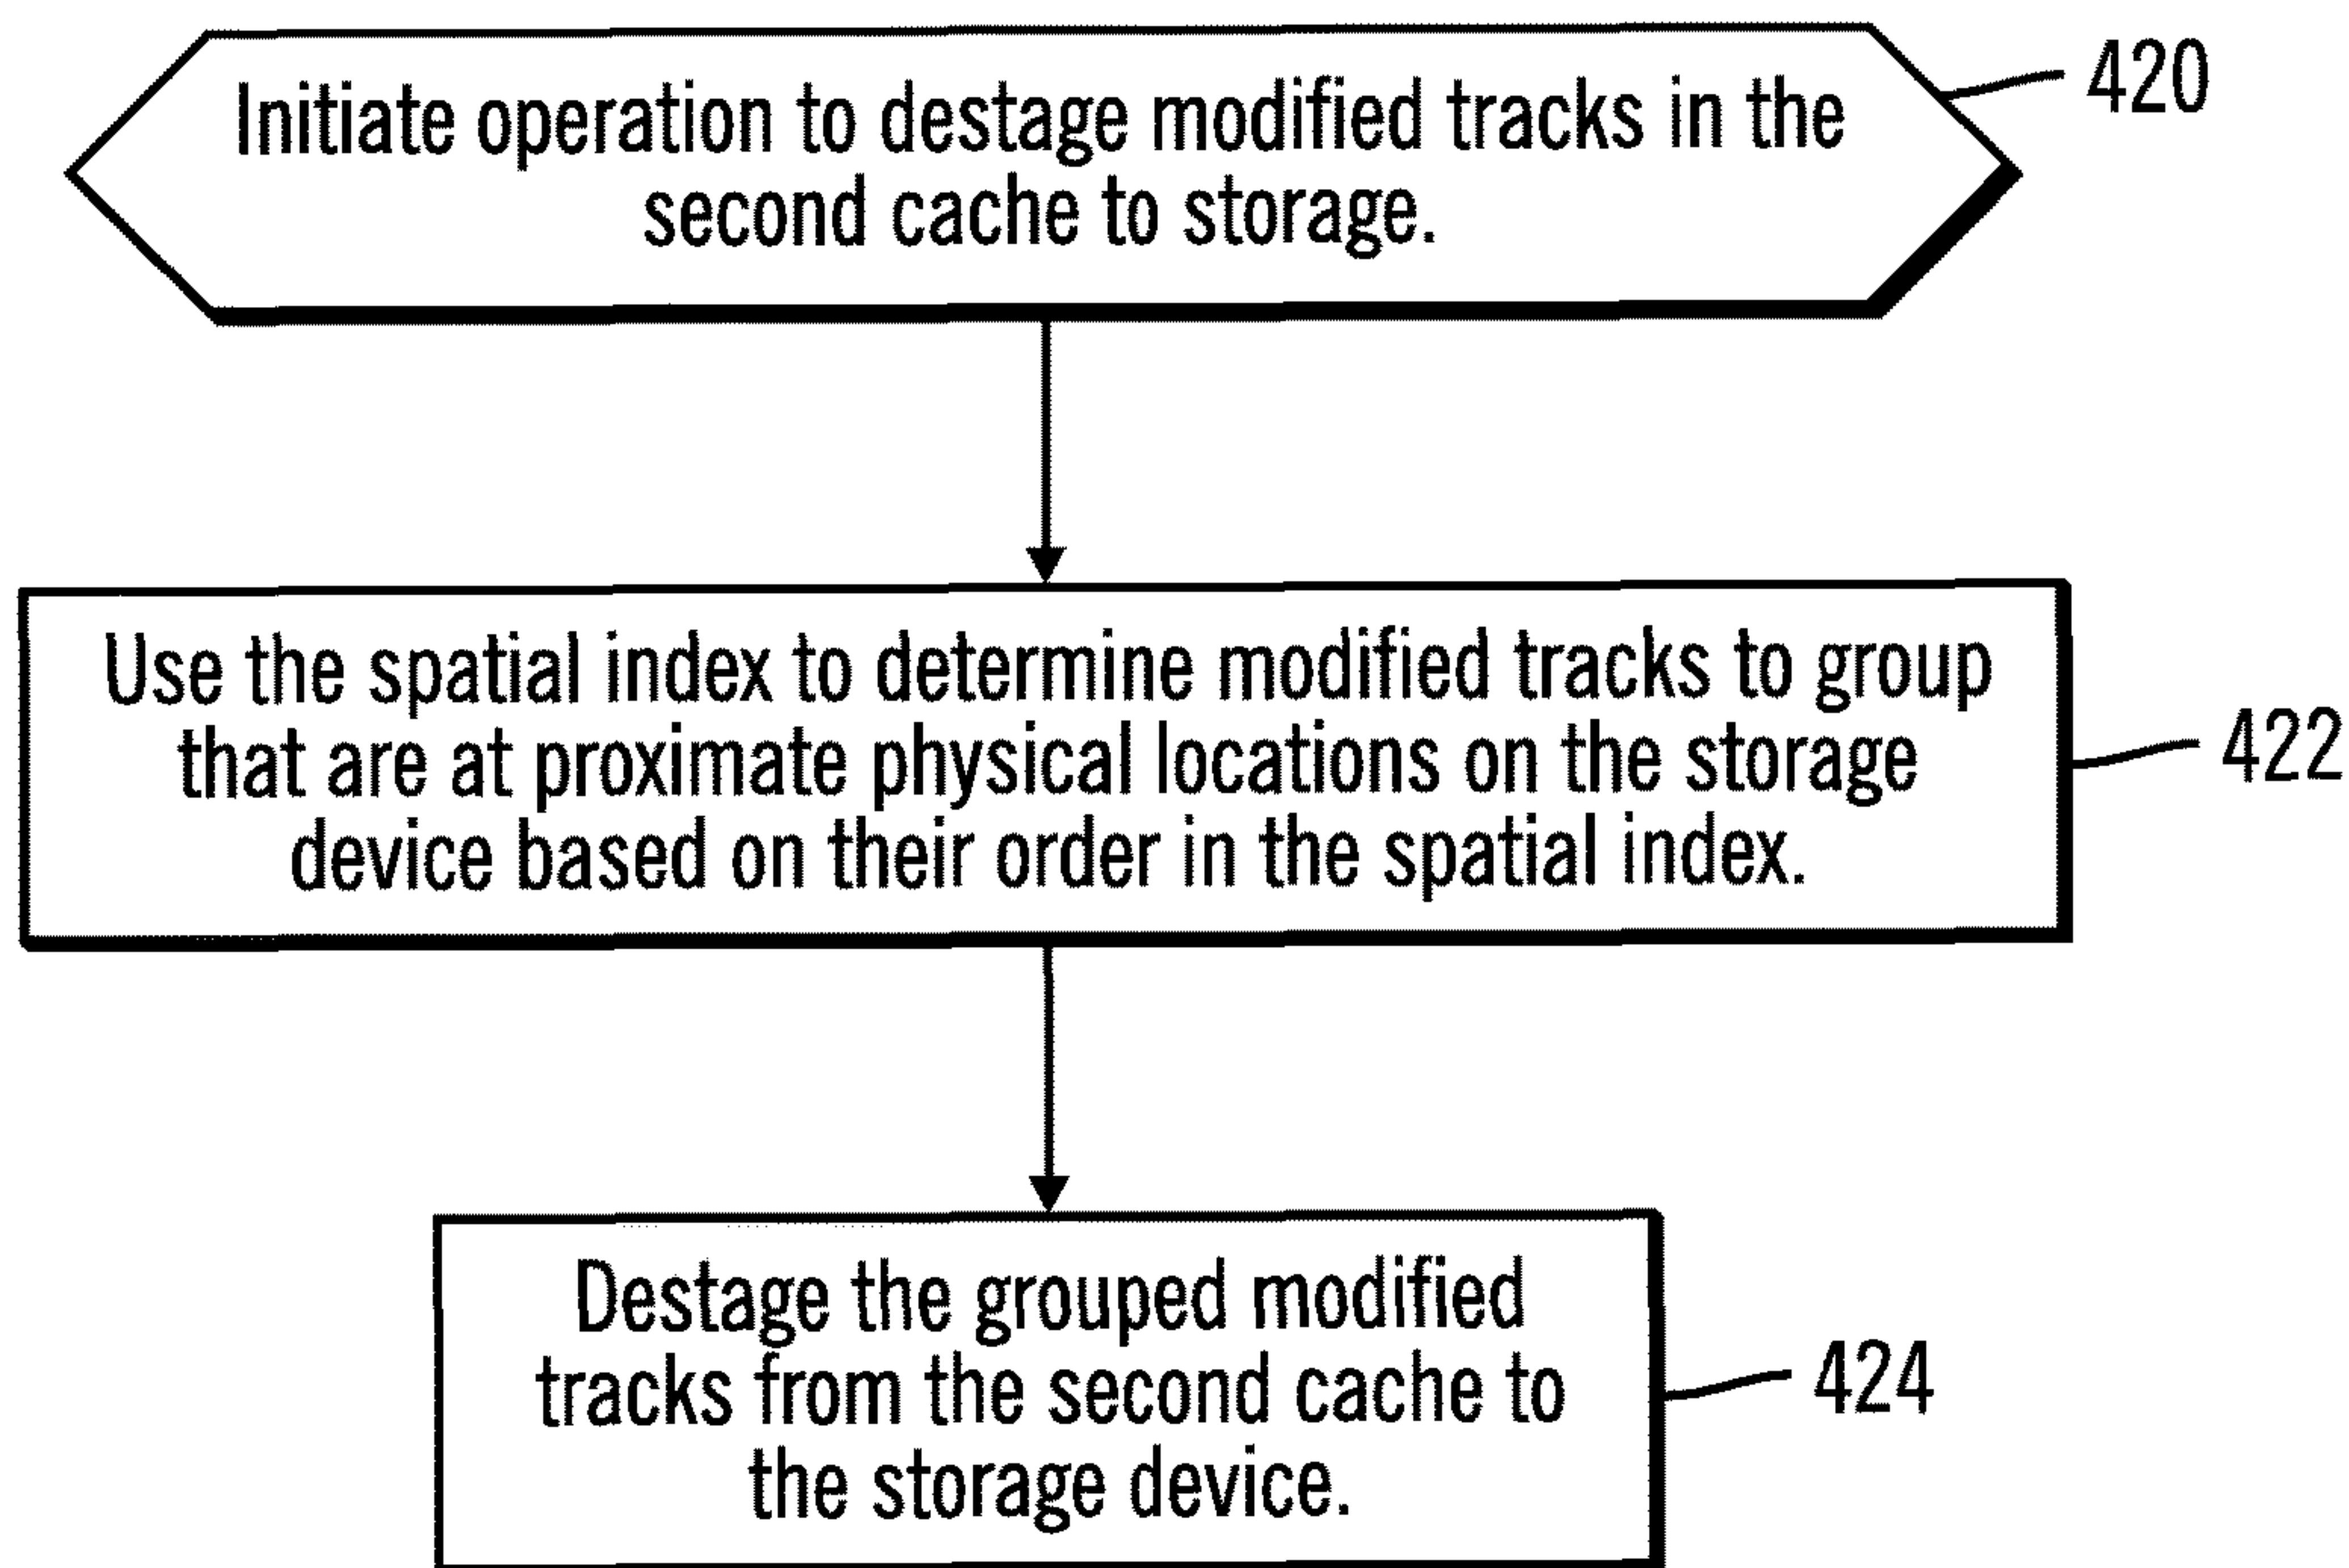 Initiate operation to destage modified tracks in the
second cache to storage.
420
Use the spatial index to determine modified tracks to group
that are at proximate physical locations on the storage
device based on their order in the spatial index.
422
Destage the grouped modified
tracks from the second cache to
the storage device.
424